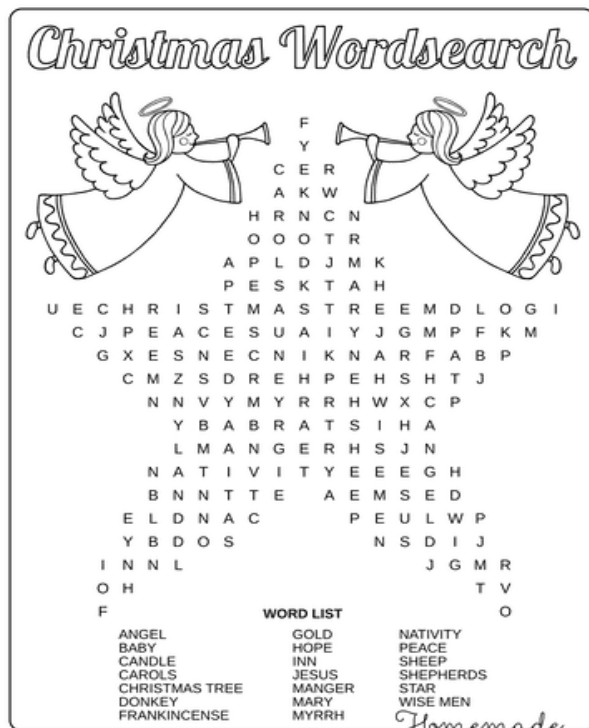 Christmas Wordsearch
F
Y
C E R
A K W
H R N C N
O O O T R
A P L D J M K
P E S K T A H
U E C H R I S T M A S T R E E M D L O G I
C J P E A C E S U A I Y J G M P F K M
G X E S N E C N I K N A R F A B P
C M Z S D R E H P E H S H T J
N N V Y M Y R R H W X C P
Y B A B R A T S I H A
L M A N G E R H S J N
N A T I V I T Y E E E G H
B N N T T E A E M S E D
E L D N A C P E U L W P
Y B D O S N S D I J
I N N L J G M R
O H T V
F O
WORD LIST
ANGEL GOLD NATIVITY
BABY HOPE PEACE
CANDLE INN SHEEP
CAROLS JESUS SHEPHERDS
CHRISTMAS TREE MANGER STAR
DONKEY MARY WISE MEN
FRANKINCENSE MYRRH
Homemade